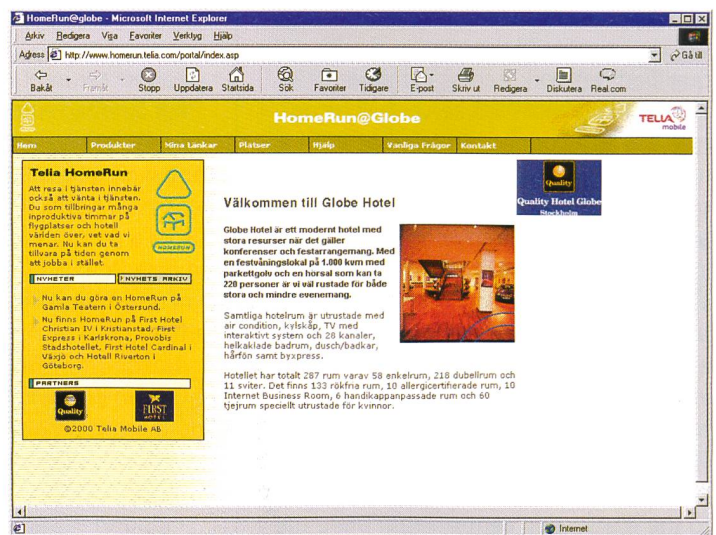 HomeRun@globe - Microsoft Internet Explorer
Arkiv Redigera Visa Favoriter Verktyg Hjälp
Adress http://www.homerun.telia.com/portal/index.asp Gå till
Bakåt Framåt Stopp Uppdatera Startsida Sök Favoriter Tidigare E-post Skriv ut Redigera Diskutera Real.com
HomeRun@Globe
TELIA
mobile
Hem Produkter Mina Länkar Platser Hjälp Vanliga Frågor Kontakt
Telia HomeRun
Att resa i tjänsten innebär
också att vänta i tjänsten.
Du som tillbringar många
inproduktiva timmar på
flygplatser och hotell
världen över, vet vad vi
menar. Nu kan du ta
tillvara på tiden genom
att jobba i stället.
HOMERUN
NYHETER NYHETS ARKIV
Nu kan du göra en HomeRun på
Gamla Teatern i Östersund.
Nu finns HomeRun på First Hotel
Christian IV i Kristianstad, First
Express i Karlskrona, Provobis
Stadshotellet, First Hotel Cardinal i
Växjö och Hotell Riverton i
Göteborg.
PARTNERS
Quality
FIRST
HOTELS
©2000 Telia Mobile AB
Quality
Quality Hotel Globe
Stockholm
Välkommen till Globe Hotel
Globe Hotel är ett modernt hotel med
stora resurser när det gäller
konferenser och festarrangemang. Med
en festvåningslokal på 1.000 kvm med
parkettgolv och en hörsal som kan ta
220 personer är vi väl rustade för både
stora och mindre evenemang.
Samtliga hotelrum är utrustade med
air condition, kylskåp, TV med
interaktivt system och 28 kanaler,
helkaklade badrum, dusch/badkar,
hårfön samt byxpress.
Hotellet har totalt 287 rum varav 58 enkelrum, 218 dubelrum och
11 sviter. Det finns 133 rökfria rum, 10 allergicertifierade rum, 10
Internet Business Room, 6 handikappanpassade rum och 60
tjejrum speciellt utrustade för kvinnor.
Internet